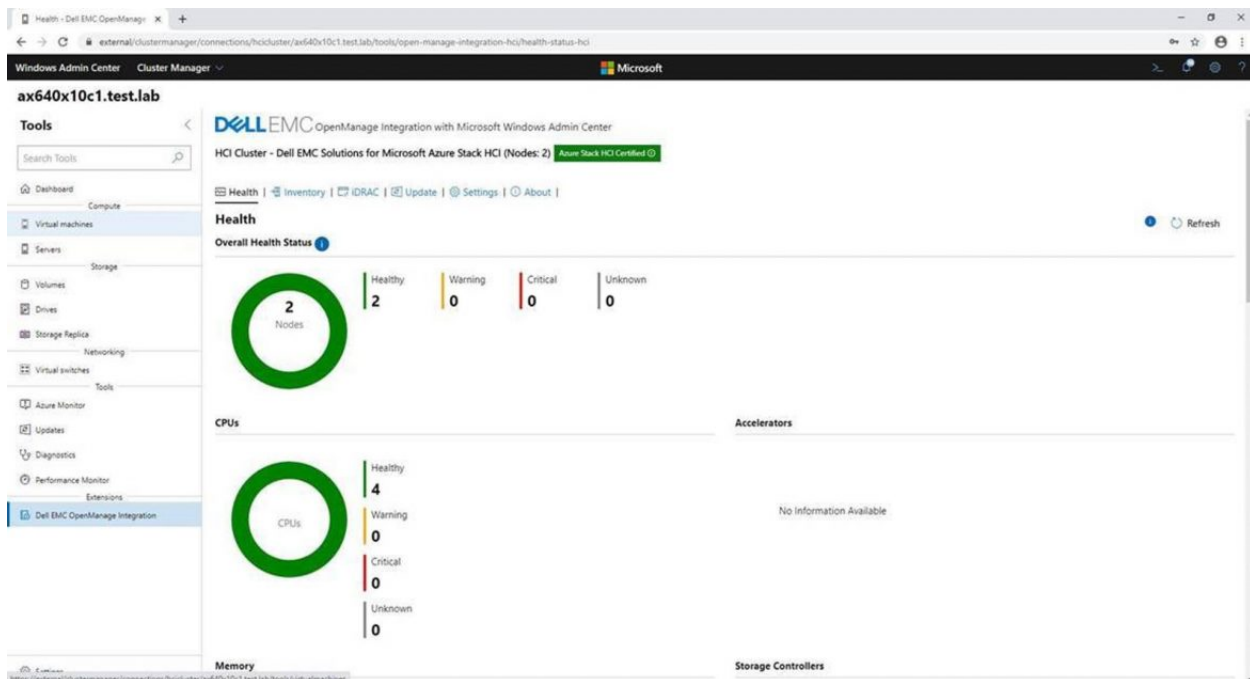 Health - Dell EMC OpenManage
external/clustermanager/connections/hcicluster/ax640x10c1.test.lab/tools/open-manage-integration-hci/health-status-hci
Windows Admin Center Cluster Manager
Microsoft
ax640x10c1.test.lab
Tools
Search Tools
Dashboard
Compute
Virtual machines
Servers
Storage
Volumes
Drives
Storage Replica
Networking
Virtual switches
Tools
Azure Monitor
Updates
Diagnostics
Performance Monitor
Extensions
Dell EMC OpenManage Integration
Settings
DELL EMC OpenManage Integration with Microsoft Windows Admin Center
HCI Cluster - Dell EMC Solutions for Microsoft Azure Stack HCI (Nodes: 2) Azure Stack HCI Certified
Health | Inventory | iDRAC | Update | Settings | About |
Health
Refresh
Overall Health Status
2
Nodes
Healthy
2
Warning
0
Critical
0
Unknown
0
CPUs
CPUs
Healthy
4
Warning
0
Critical
0
Unknown
0
Accelerators
No Information Available
Memory
Storage Controllers